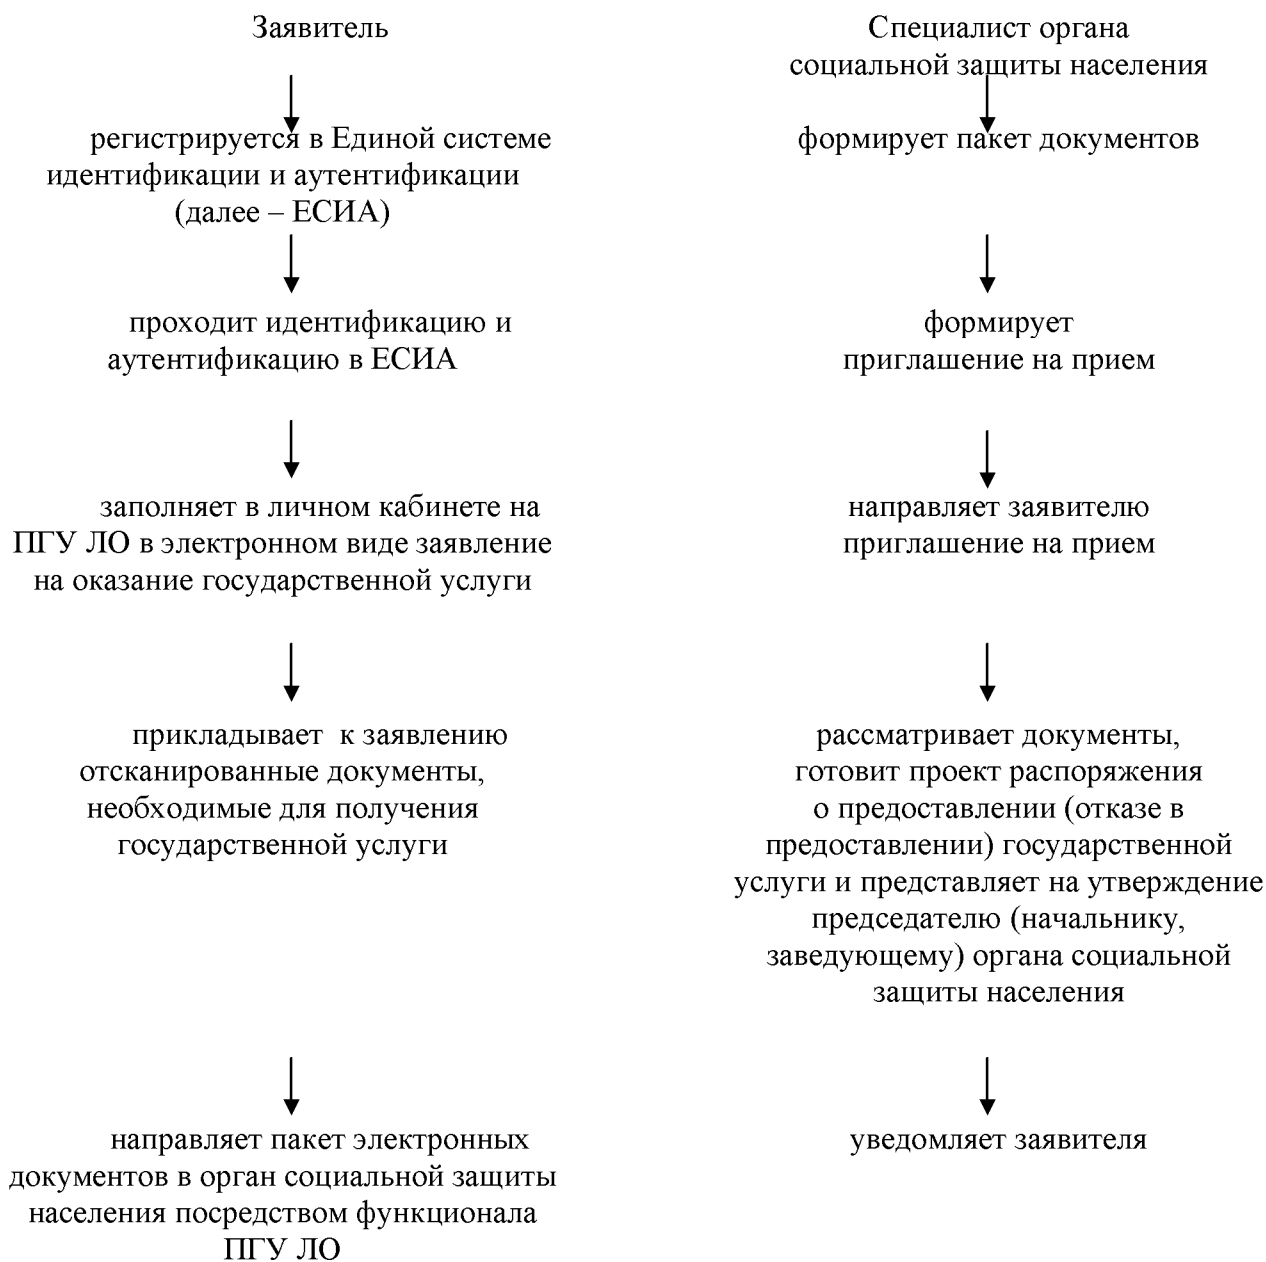 Заявитель
регистрируется в Единой системе
идентификации и аутентификации
(далее – ЕСИА)
проходит идентификацию и
аутентификацию в ЕСИА
заполняет в личном кабинете на
ПГУ ЛО в электронном виде заявление
на оказание государственной услуги
прикладывает к заявлению
отсканированные документы,
необходимые для получения
государственной услуги
направляет пакет электронных
документов в орган социальной защиты
населения посредством функционала
ПГУ ЛО
Специалист органа
социальной защиты населения
формирует пакет документов
формирует
приглашение на прием
направляет заявителю
приглашение на прием
рассматривает документы,
готовит проект распоряжения
о предоставлении (отказе в
предоставлении) государственной
услуги и представляет на утверждение
председателю (начальнику,
заведующему) органа социальной
защиты населения
уведомляет заявителя